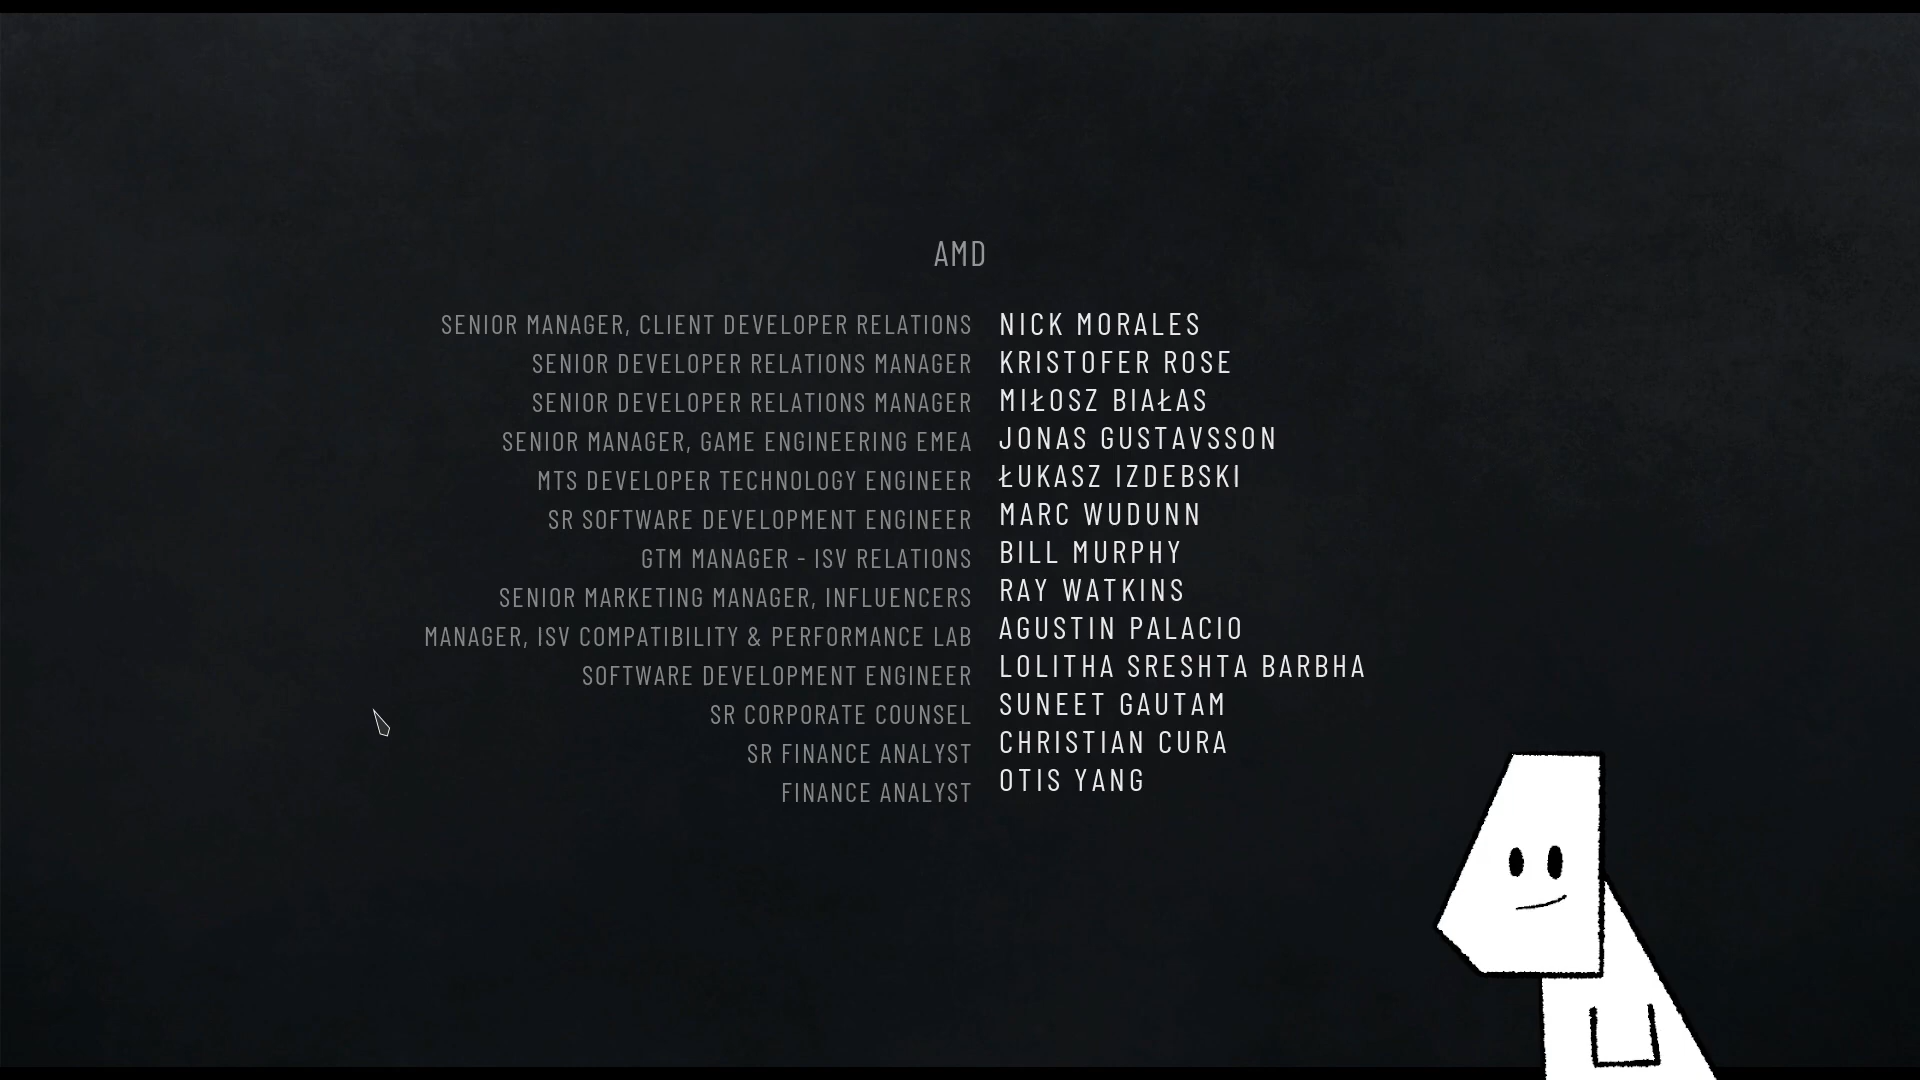 AMD
SENIOR MANAGER, CLIENT DEVELOPER RELATIONS NICK MORALES
SENIOR DEVELOPER RELATIONS MANAGER KRISTOFER ROSE
SENIOR DEVELOPER RELATIONS MANAGER MIŁOSZ BIAŁAS
SENIOR MANAGER, GAME ENGINEERING EMEA JONAS GUSTAVSSON
MTS DEVELOPER TECHNOLOGY ENGINEER ŁUKASZ IZDEBSKI
SR SOFTWARE DEVELOPMENT ENGINEER MARC WUDUNN
GTM MANAGER - ISV RELATIONS BILL MURPHY
SENIOR MARKETING MANAGER, INFLUENCERS RAY WATKINS
MANAGER, ISV COMPATIBILITY & PERFORMANCE LAB AGUSTIN PALACIO
SOFTWARE DEVELOPMENT ENGINEER LOLITHA SRESHTA BARBHA
SR CORPORATE COUNSEL SUNEET GAUTAM
SR FINANCE ANALYST CHRISTIAN CURA
FINANCE ANALYST OTIS YANG